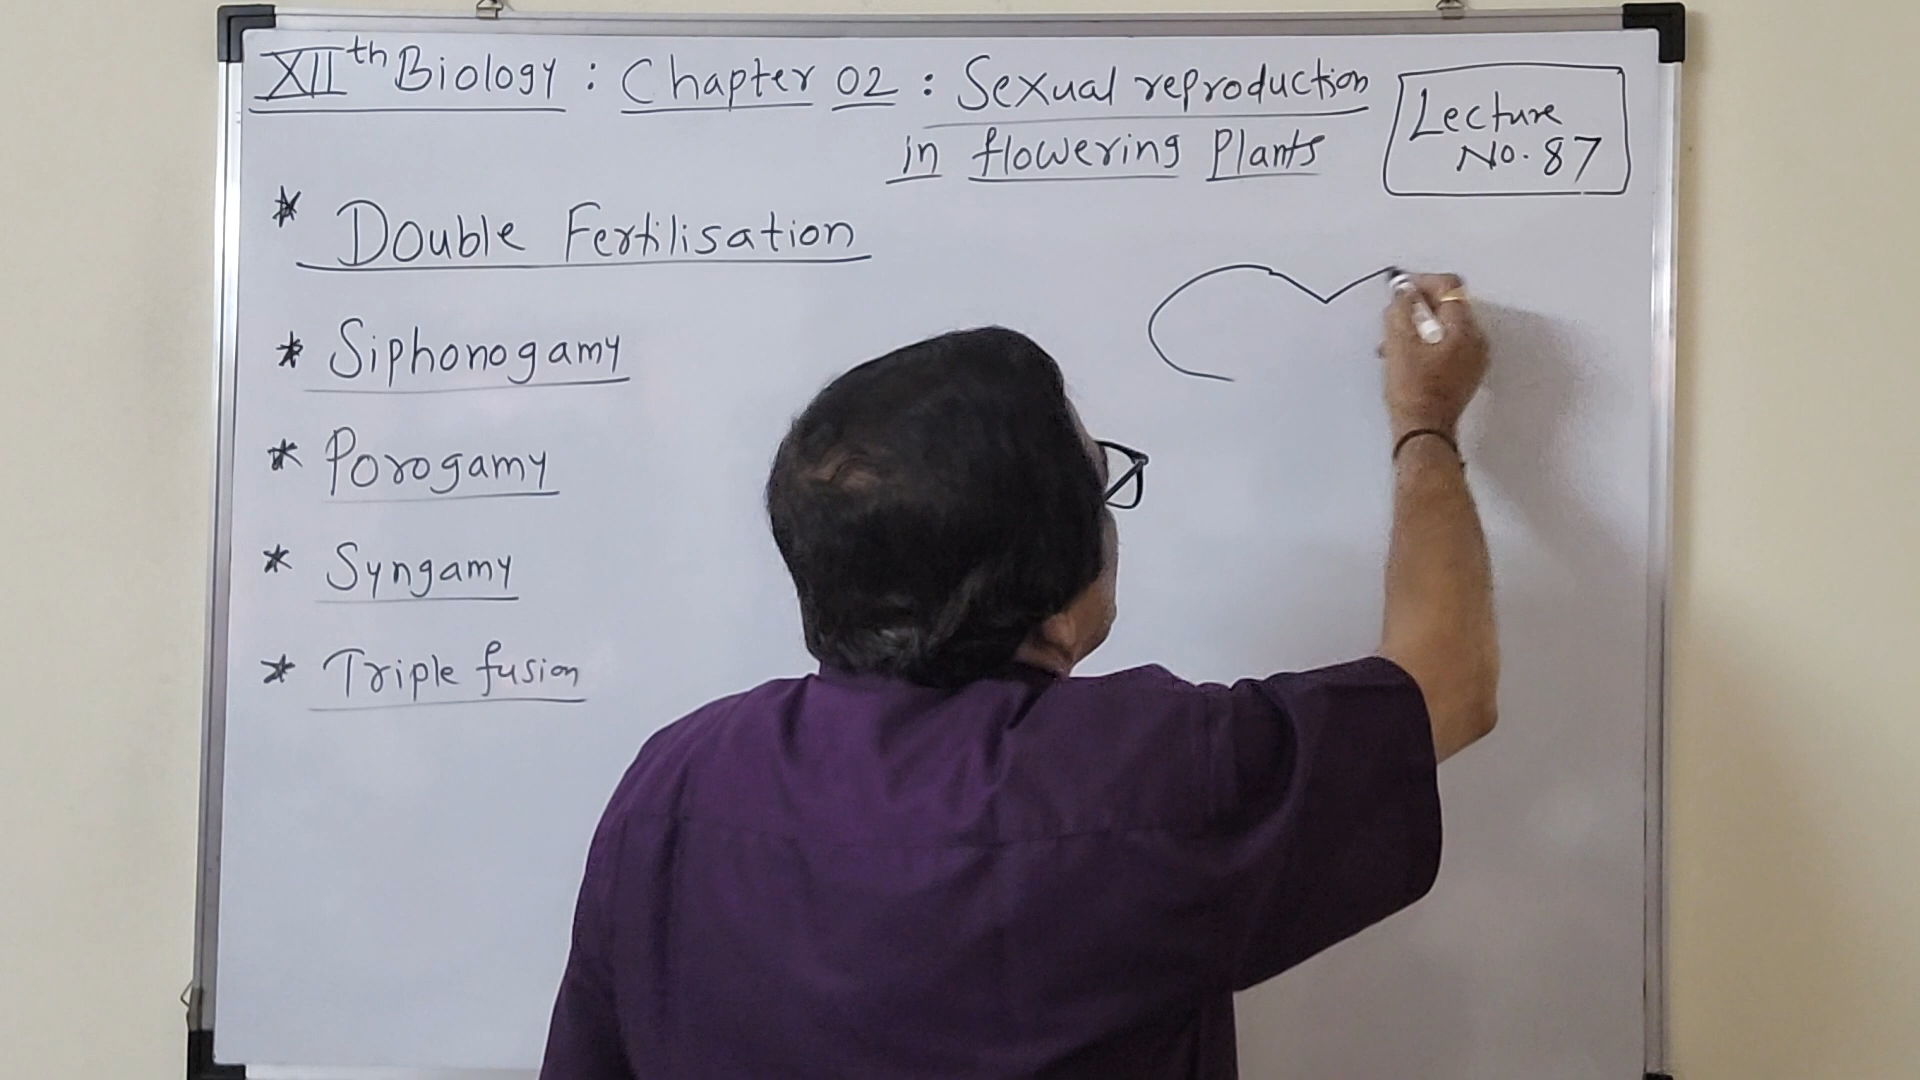 XIIth Biology : Chapter 02 : Sexual reproduction
in flowering Plants
Lecture
No. 87
* Double Fertilisation
* Siphonogamy
* Porogamy
* Syngamy
* Triple fusion